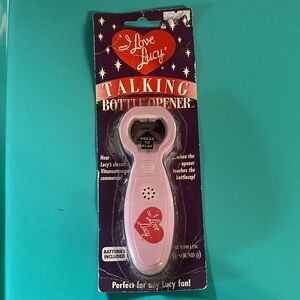 "I Love
Lucy"
TALKING
BOTTLE OPENER
PRESS
TO
PLAY
Hear
Lucy's classic
Vitameatavegamin
commercial...
...when the
opener
touches the
bottlecap!
I Love
Lucy
BATTERIES
INCLUDED
AUTOMATIC
SOUND
Perfect for any Lucy fan!